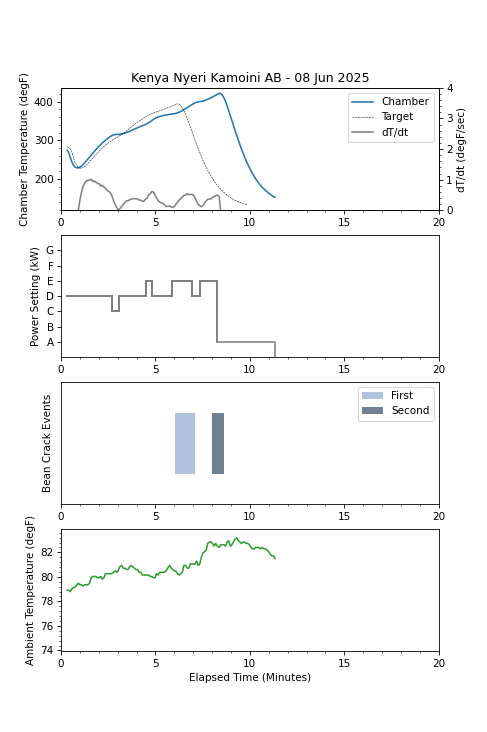 Kenya Nyeri Kamoini AB - 08 Jun 2025
Chamber Temperature (degF)
400
300
200
Chamber
Target
dT/dt
4
3
2
1
0
dT/dt (degF/sec)
0 5 10 15 20
Power Setting (kW)
G
F
E
D
C
B
A
0 5 10 15 20
Bean Crack Events
First
Second
0 5 10 15 20
Ambient Temperature (degF)
82
80
78
76
74
0 5 10 15 20
Elapsed Time (Minutes)